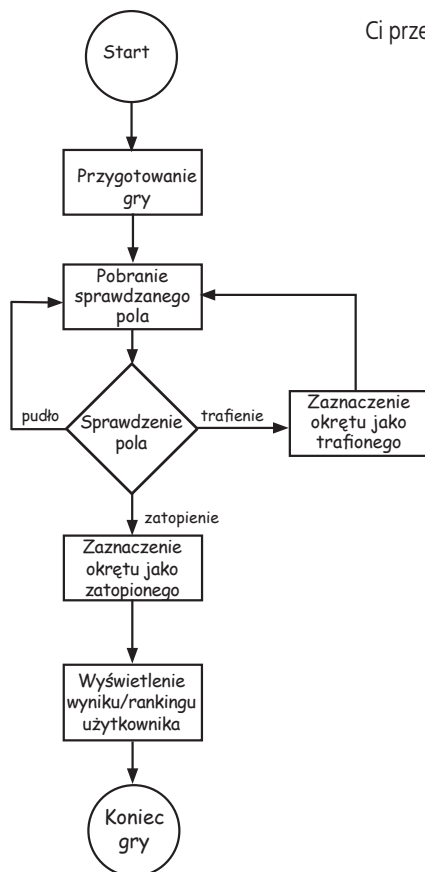 Ci prze
Start
Przygotowanie
gry
Pobranie
sprawdzanego
pola
pudło
Sprawdzenie
pola
trafienie
Zaznaczenie
okrętu jako
trafionego
zatopienie
Zaznaczenie
okrętu jako
zatopionego
Wyświetlenie
wyniku/rankingu
użytkownika
Koniec
gry